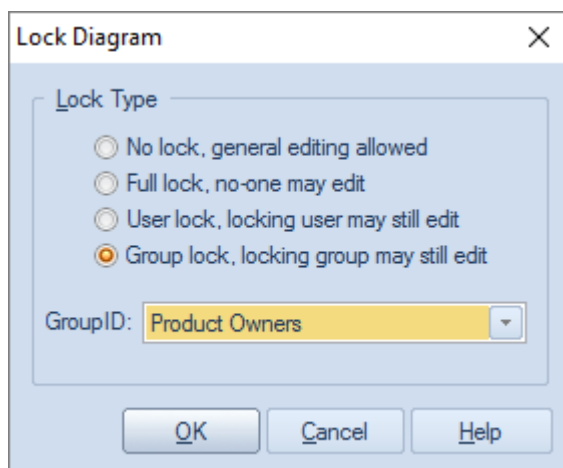 Lock Diagram
Lock Type
No lock, general editing allowed
Full lock, no-one may edit
User lock, locking user may still edit
Group lock, locking group may still edit
GroupID: Product Owners
OK Cancel Help